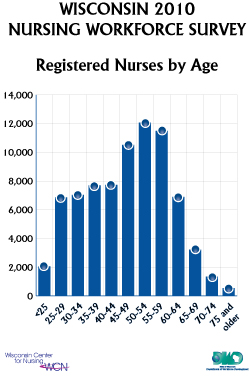 WISCONSIN 2010
NURSING WORKFORCE SURVEY
Registered Nurses by Age
14,000
12,000
10,000
8,000
6,000
4,000
2,000
0
<25
25-29
30-34
35-39
40-44
45-49
50-54
55-59
60-64
65-69
70-74
75 and
older
Wisconsin Center
for Nursing
WCN
DWD